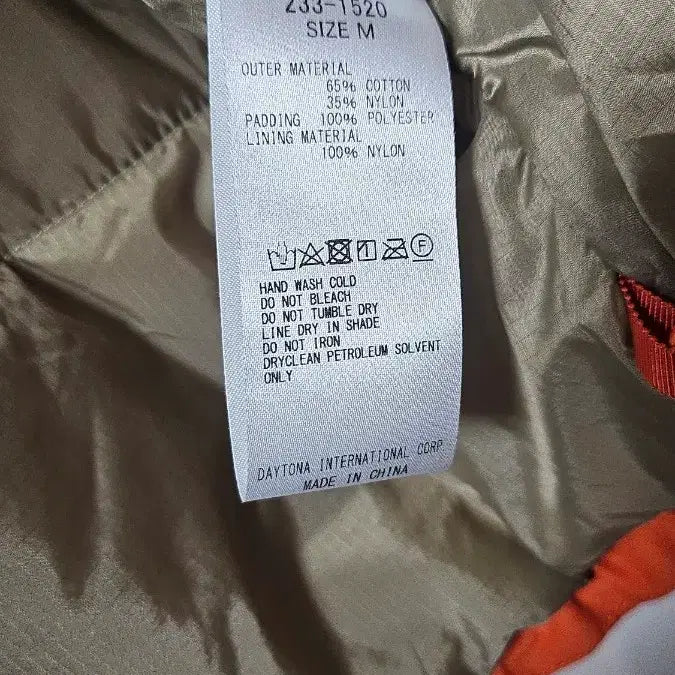 233-1520
SIZE M
OUTER MATERIAL
65% COTTON
35% NYLON
PADDING 100% POLYESTER
LINING MATERIAL
100% NYLON
F
HAND WASH COLD
DO NOT BLEACH
DO NOT TUMBLE DRY
LINE DRY IN SHADE
DO NOT IRON
DRYCLEAN PETROLEUM SOLVENT
ONLY
DAYTONA INTERNATIONAL CORP
MADE IN CHINA